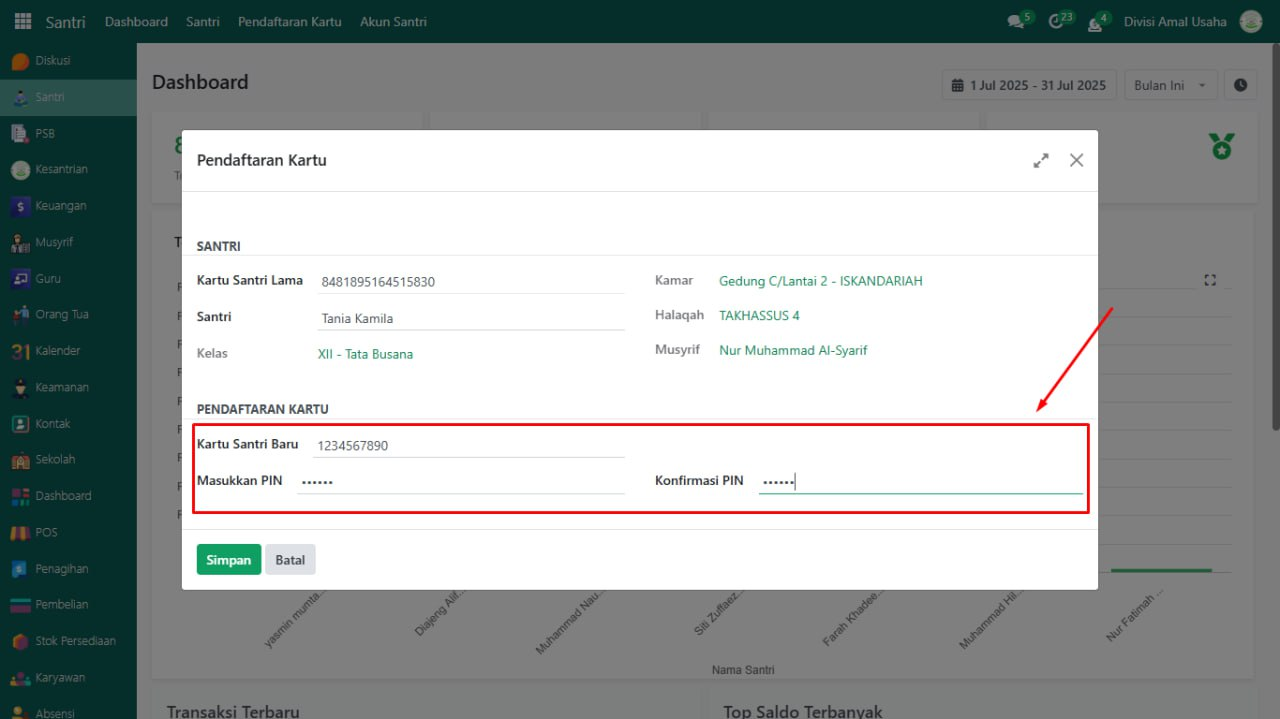 Santri Dashboard Santri Pendaftaran Kartu Akun Santri 5 23 4 Divisi Amal Usaha
Diskusi
Santri
PSB
Kesantrian
Keuangan
Musyrif
Guru
Orang Tua
31 Kalender
Keamanan
Kontak
Sekolah
Dashboard
POS
Penagihan
Pembelian
Stok Persediaan
Karyawan
Absensi
Dashboard
1 Jul 2025 - 31 Jul 2025 Bulan Ini
Pendaftaran Kartu
SANTRI
Kartu Santri Lama 8481895164515830
Kamar Gedung C/Lantai 2 - ISKANDARIAH
Santri Tania Kamila
Halaqah TAKHASSUS 4
Kelas XII - Tata Busana
Musyrif Nur Muhammad Al-Syarif
PENDAFTARAN KARTU
Kartu Santri Baru 1234567890
Masukkan PIN ••••••
Konfirmasi PIN ••••••
Simpan Batal
yasmin mumta...
Diajeng Alif...
Muhammad Nau...
Siti Zulfaez...
Farah Khadee...
Muhammad Hil...
Nur Fatimah ...
Nama Santri
Transaksi Terbaru
Top Saldo Terbanyak